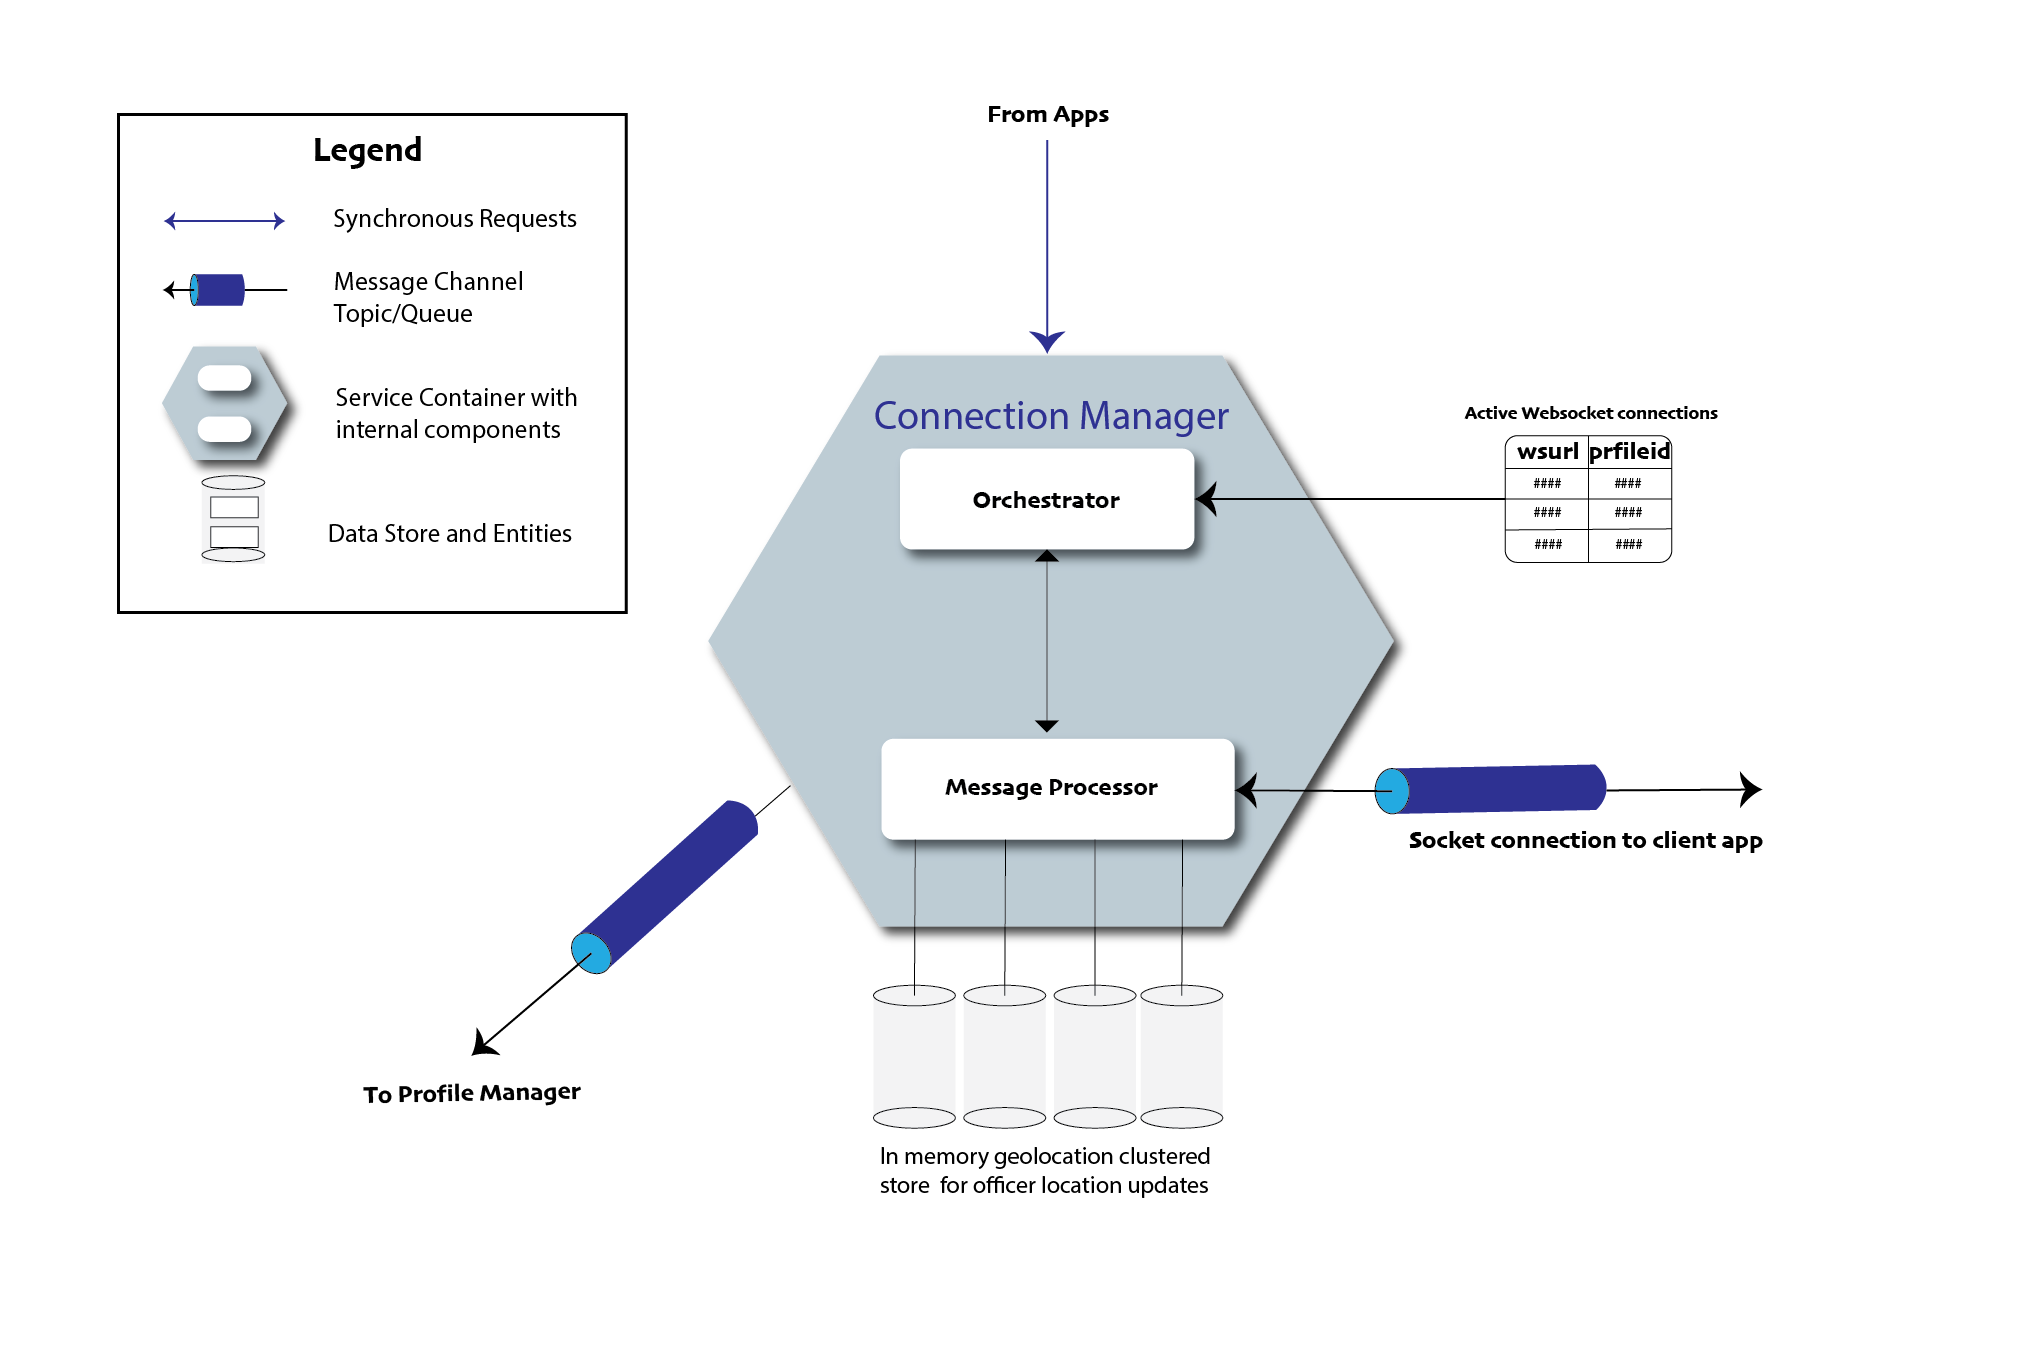 Legend
Synchronous Requests
Message Channel
Topic/Queue
Service Container with
internal components
Data Store and Entities
From Apps
Connection Manager
Orchestrator
Active Websocket connections
wsurl prfileid
#### ####
#### ####
#### ####
Message Processor
Socket connection to client app
To Profile Manager
In memory geolocation clustered
store for officer location updates